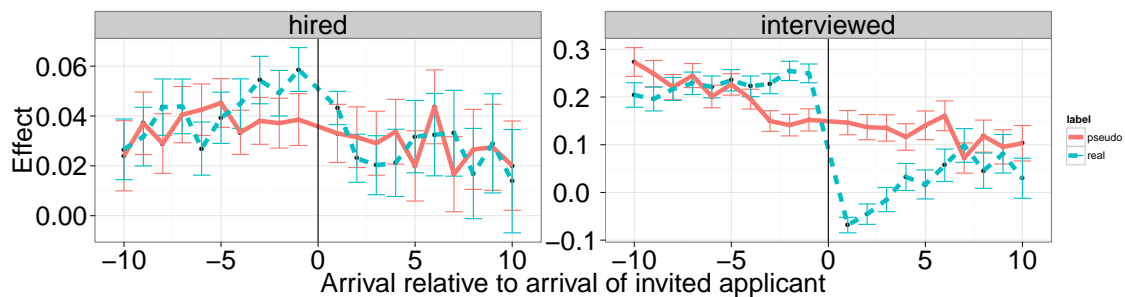 hired
interviewed
Effect
0.06
0.04
0.02
0.00
−10
−5
0
5
10
0.3
0.2
0.1
0.0
−0.1
−10
−5
0
5
10
Arrival relative to arrival of invited applicant
label
pseudo
real